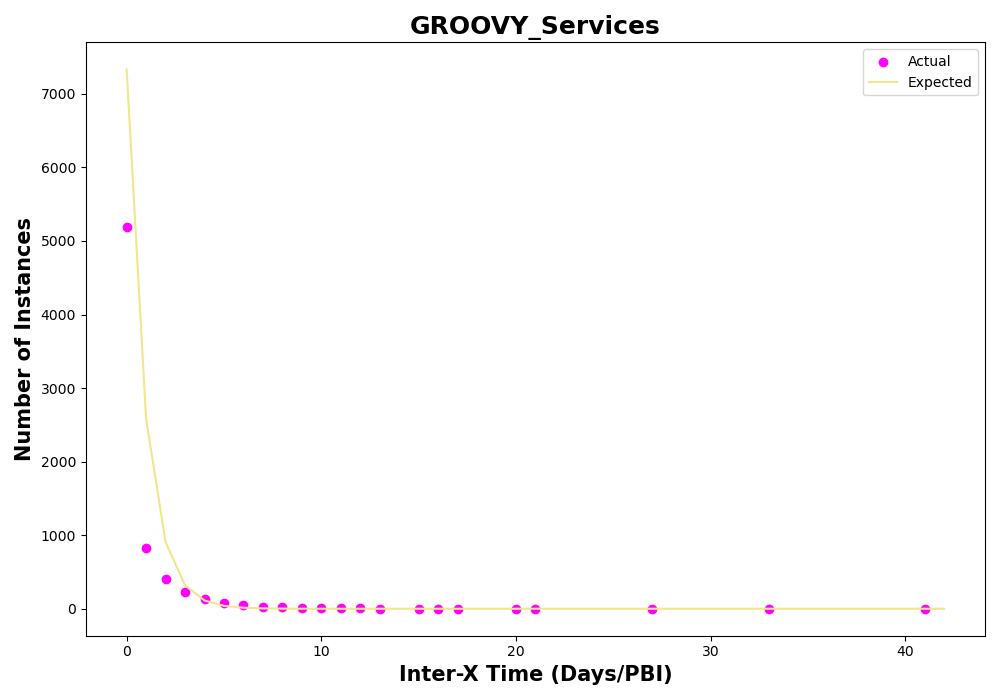 GROOVY_Services
Actual
Expected
Number of Instances
7000
6000
5000
4000
3000
2000
1000
0
0 10 20 30 40
Inter-X Time (Days/PBI)